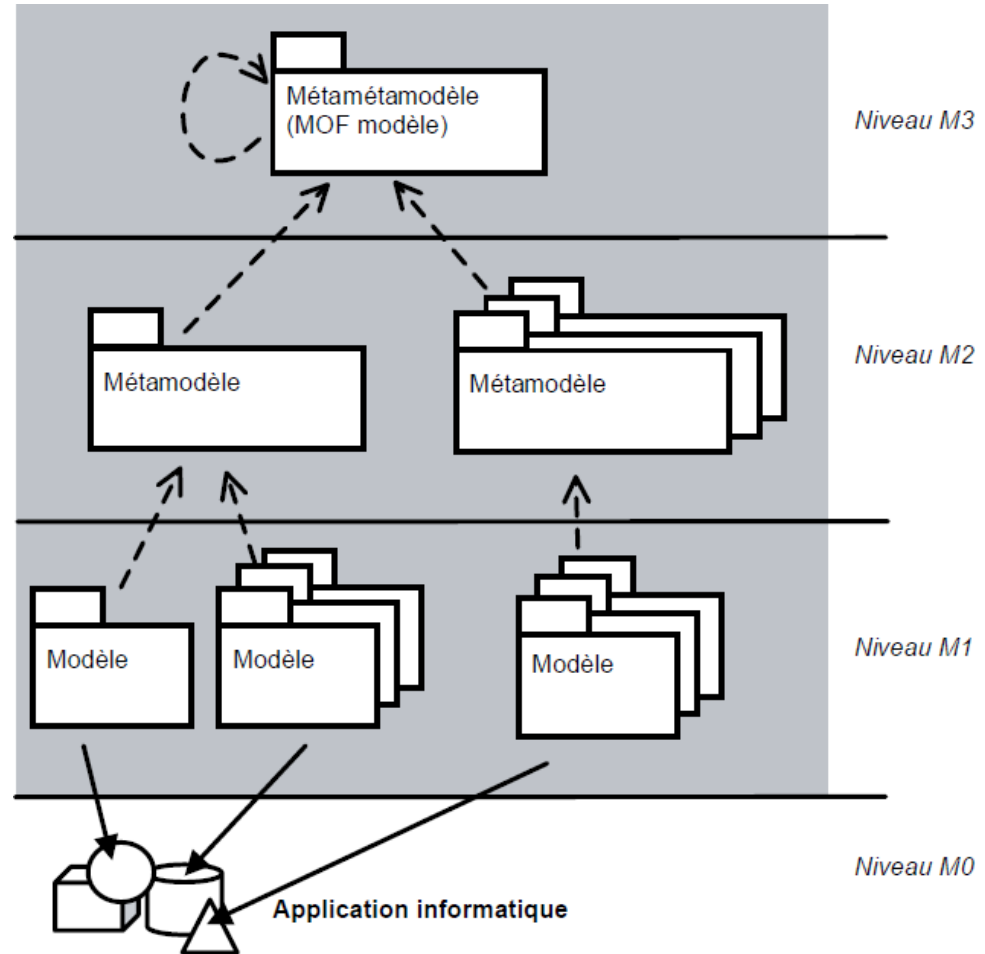 Métamétamodèle
(MOF modèle)
Niveau M3
Métamodèle
Métamodèle
Niveau M2
Modèle
Modèle
Modèle
Niveau M1
Niveau M0
Application informatique